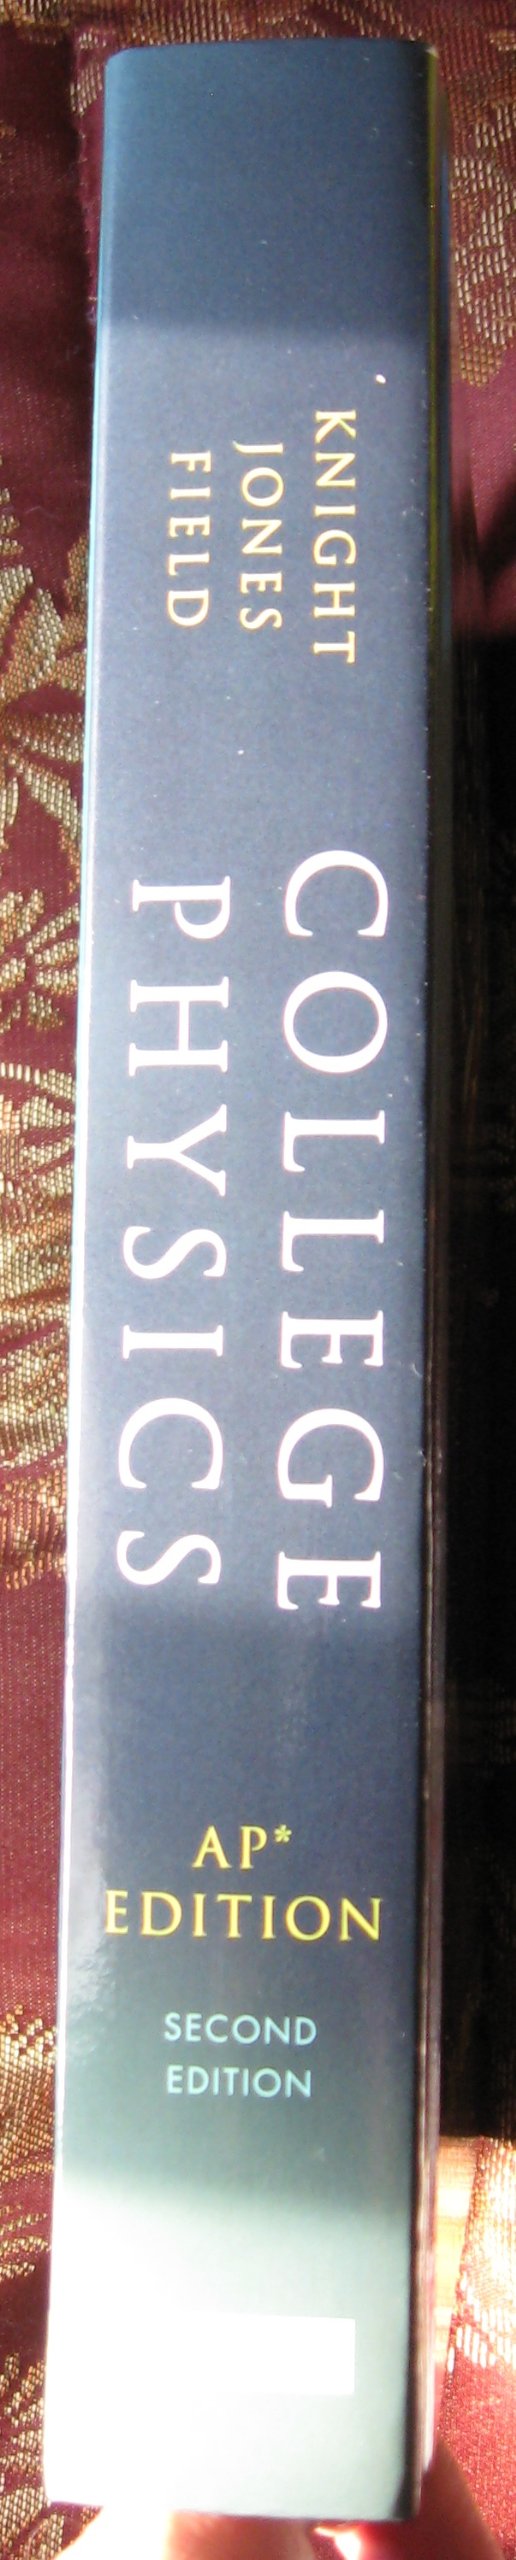 KNIGHT
JONES
FIELD
COLLEGE
PHYSICS
AP*
EDITION
SECOND
EDITION